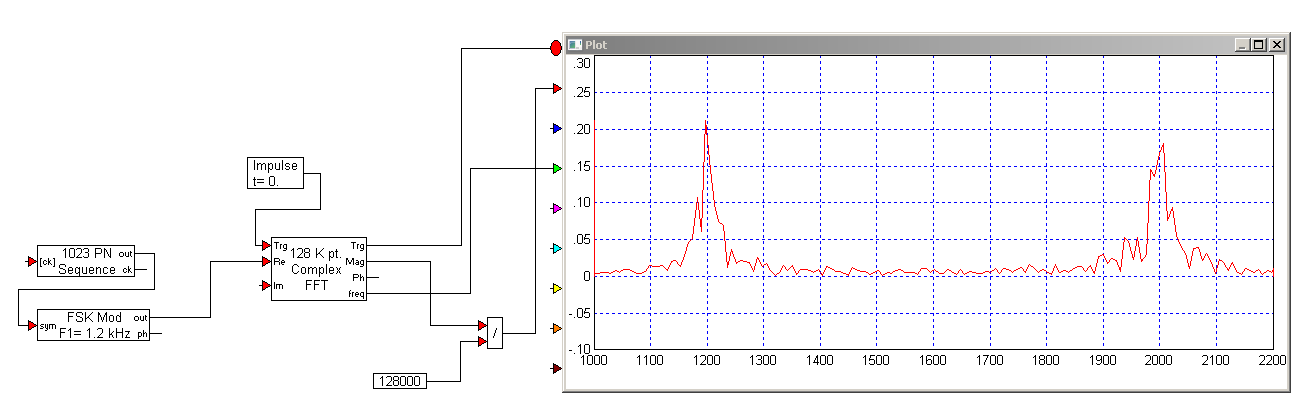 Plot
Impulse
t= 0.
1023 PN
Sequence
[ck]
out
ck
FSK Mod
F1= 1.2 kHz
sym
out
ph
128 K pt.
Complex
FFT
Trg
Re
Im
Trg
Mag
Ph
freq
/
128000
.30
.25
.20
.15
.10
.05
0
-.05
-.10
1000 1100 1200 1300 1400 1500 1600 1700 1800 1900 2000 2100 2200